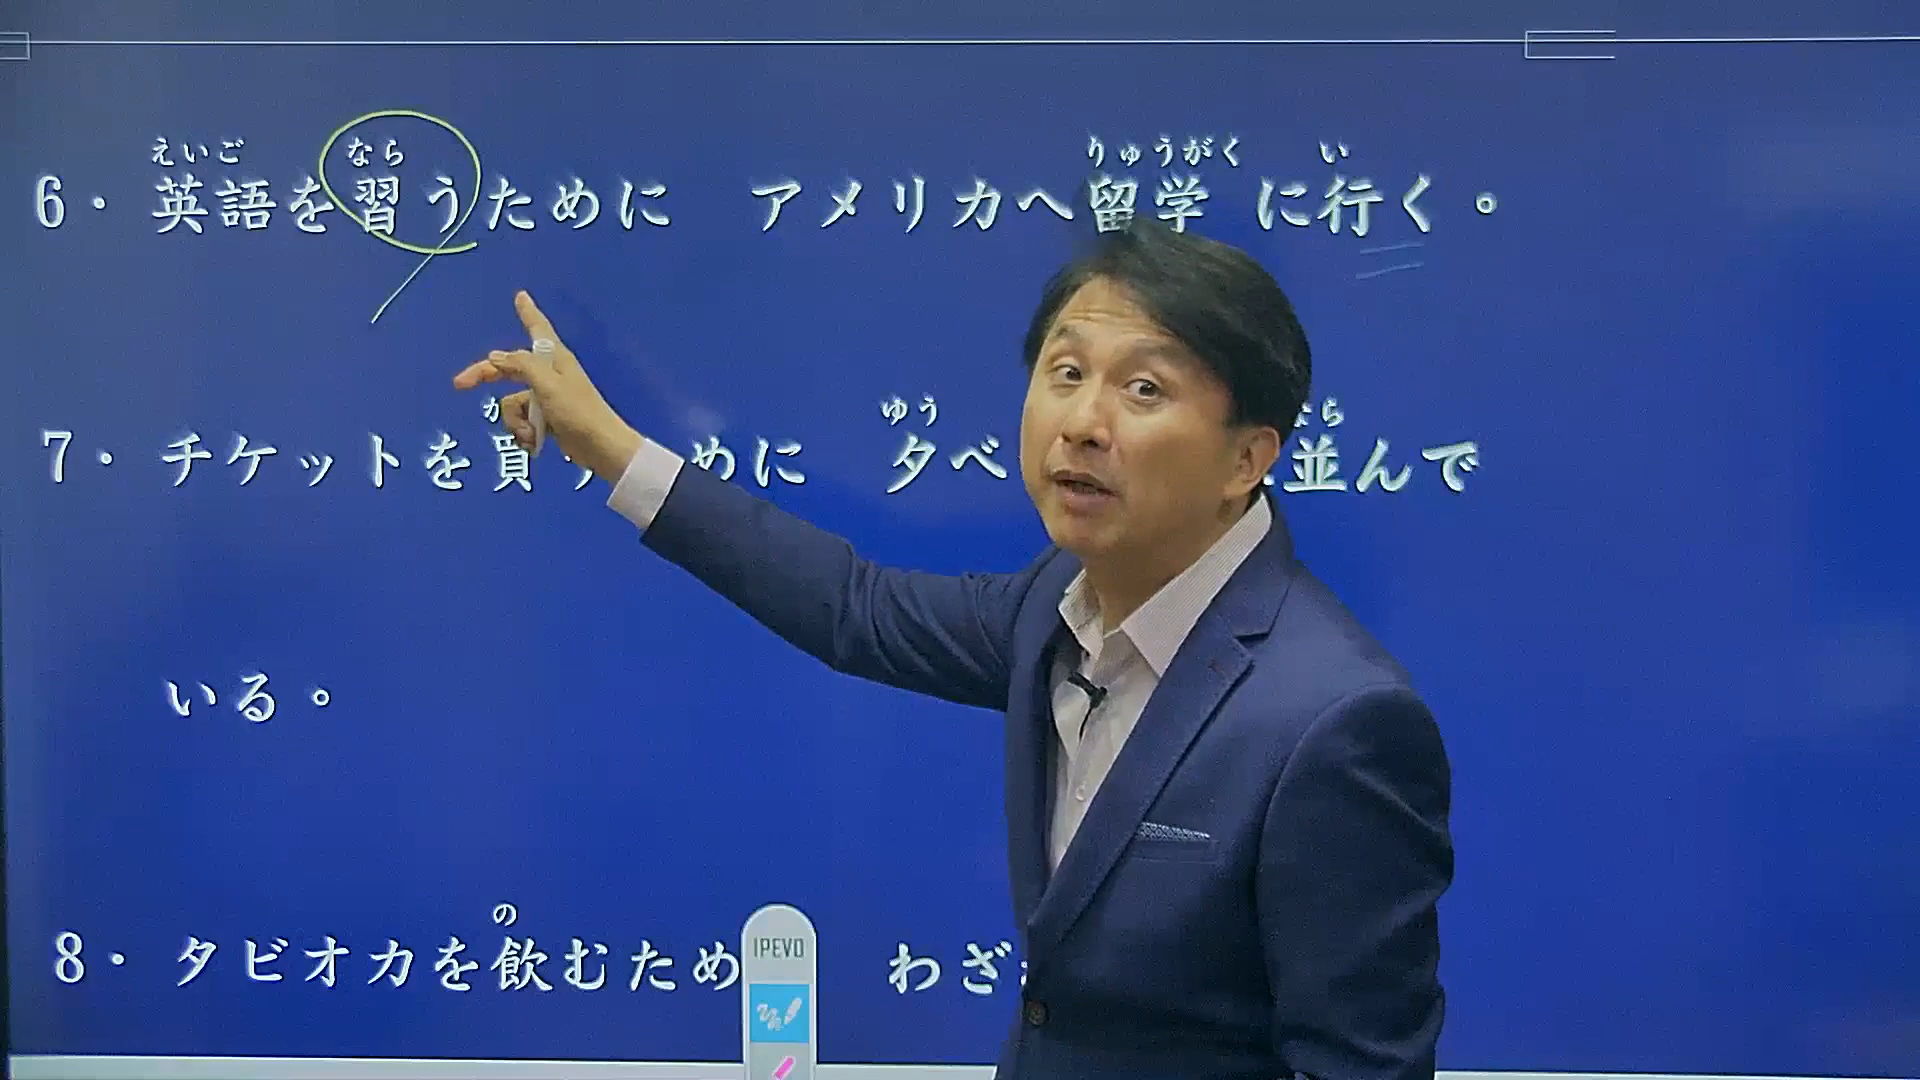 えいご なら りゅうがく い
6・英語を習うために アメリカへ留学に行く。
ゆう
7・チケットを買 めに 夕べ 並んで
いる。
の
8・タビオカを飲むため わざ
IPEVO